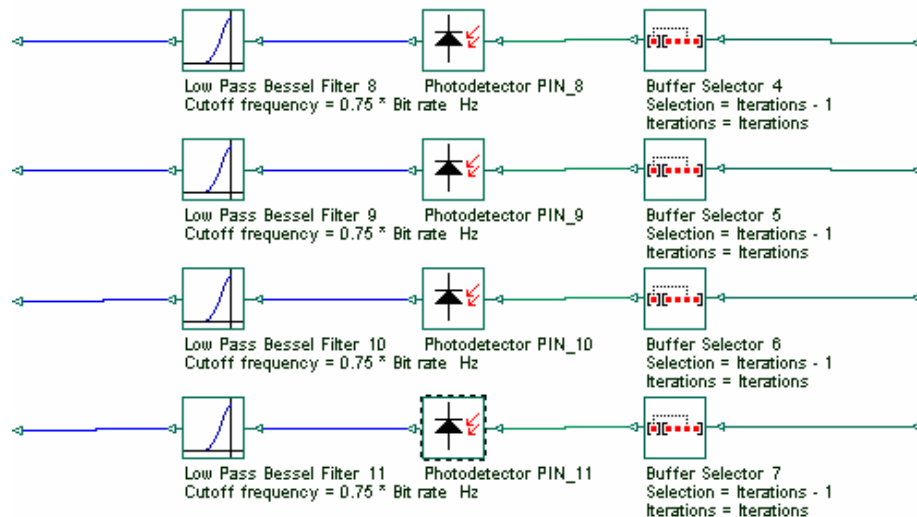 Low Pass Bessel Filter 8
Cutoff frequency = 0.75 * Bit rate Hz
Photodetector PIN_8
Buffer Selector 4
Selection = Iterations - 1
Iterations = Iterations
Low Pass Bessel Filter 9
Cutoff frequency = 0.75 * Bit rate Hz
Photodetector PIN_9
Buffer Selector 5
Selection = Iterations - 1
Iterations = Iterations
Low Pass Bessel Filter 10
Cutoff frequency = 0.75 * Bit rate Hz
Photodetector PIN_10
Buffer Selector 6
Selection = Iterations - 1
Iterations = Iterations
Low Pass Bessel Filter 11
Cutoff frequency = 0.75 * Bit rate Hz
Photodetector PIN_11
Buffer Selector 7
Selection = Iterations - 1
Iterations = Iterations